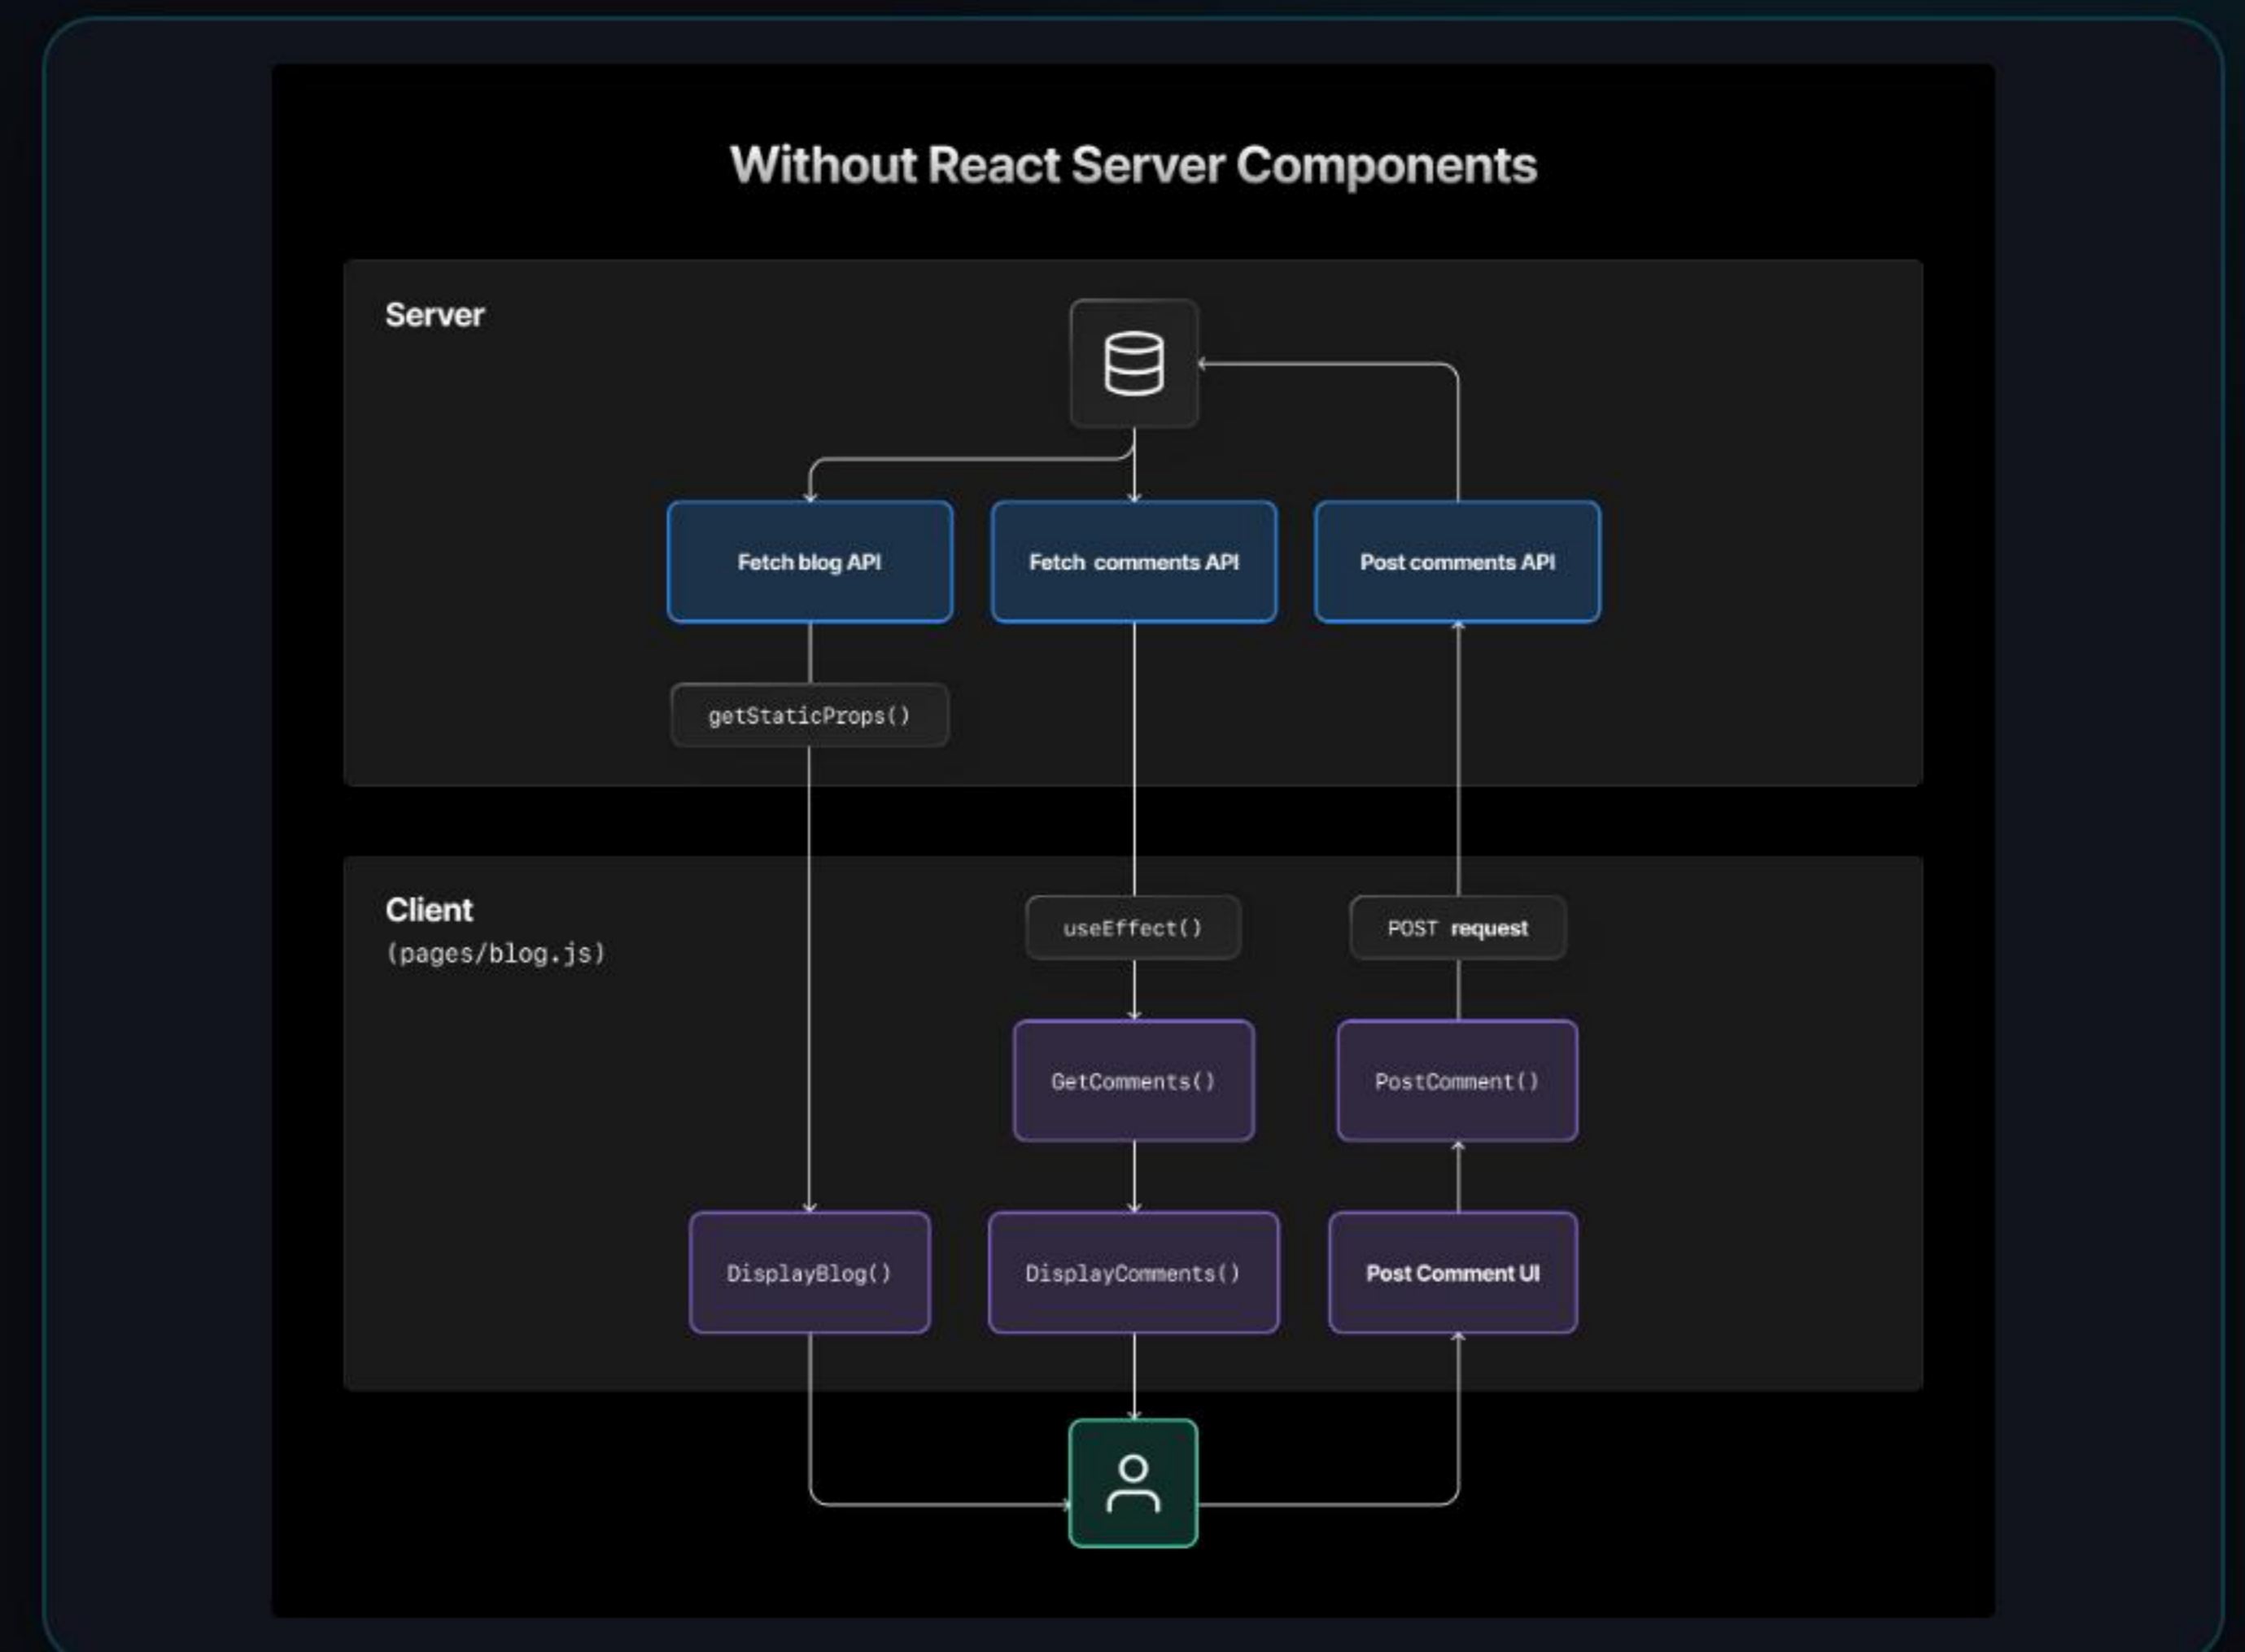 Without React Server Components
Server
Fetch blog API
Fetch comments API
Post comments API
getStaticProps()
Client
(pages/blog.js)
useEffect()
POST request
GetComments()
PostComment()
DisplayBlog()
DisplayComments()
Post Comment UI